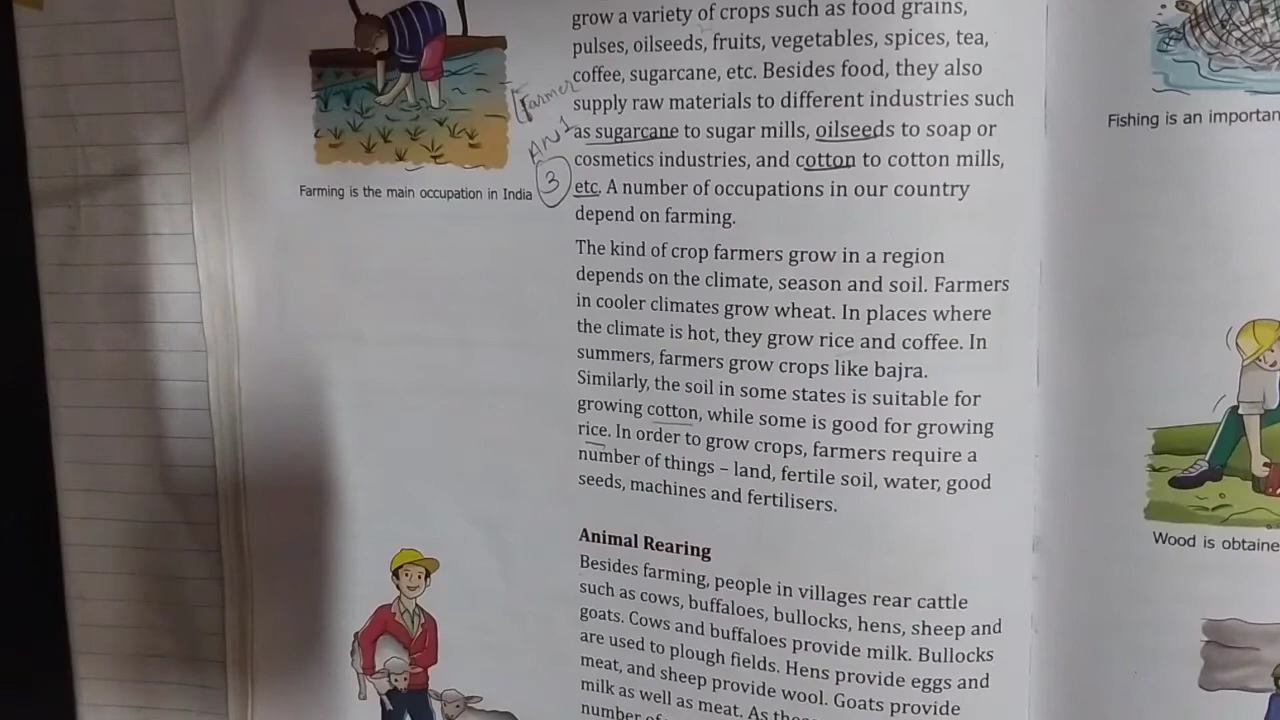 grow a variety of crops such as food grains,
pulses, oilseeds, fruits, vegetables, spices, tea,
coffee, sugarcane, etc. Besides food, they also
supply raw materials to different industries such
as sugarcane to sugar mills, oilseeds to soap or
cosmetics industries, and cotton to cotton mills,
etc. A number of occupations in our country
depend on farming.
[Farmer
Ans
3
Farming is the main occupation in India
The kind of crop farmers grow in a region
depends on the climate, season and soil. Farmers
in cooler climates grow wheat. In places where
the climate is hot, they grow rice and coffee. In
summers, farmers grow crops like bajra.
Similarly, the soil in some states is suitable for
growing cotton, while some is good for growing
rice. In order to grow crops, farmers require a
number of things – land, fertile soil, water, good
seeds, machines and fertilisers.
Animal Rearing
Besides farming, people in villages rear cattle
such as cows, buffaloes, bullocks, hens, sheep and
goats. Cows and buffaloes provide milk. Bullocks
are used to plough fields. Hens provide eggs and
meat, and sheep provide wool. Goats provide
milk as well as meat. As
number
Fishing is an
Wood is